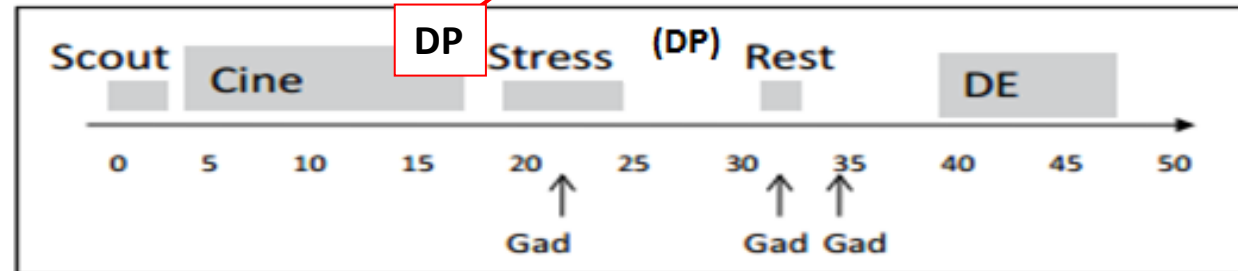 DP
Scout Cine Stress (DP) Rest DE
0 5 10 15 20 25 30 35 40 45 50
Gad Gad Gad